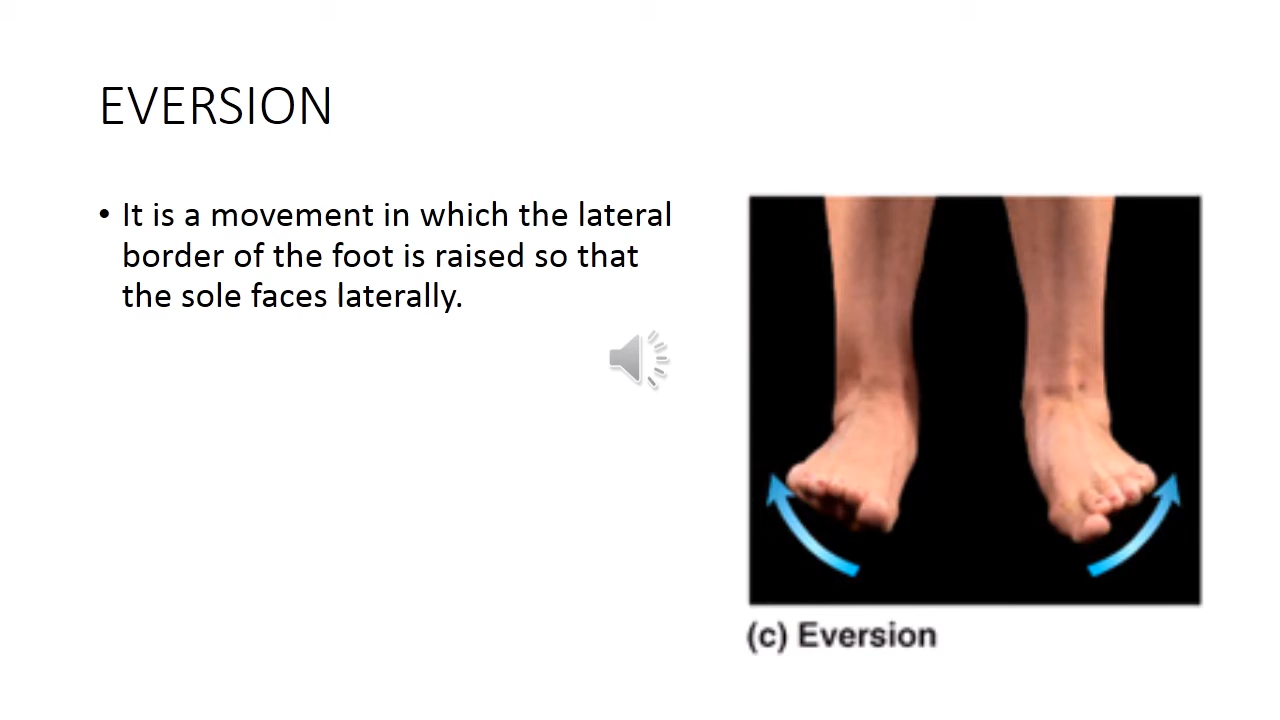 EVERSION
• It is a movement in which the lateral
border of the foot is raised so that
the sole faces laterally.
(c) Eversion